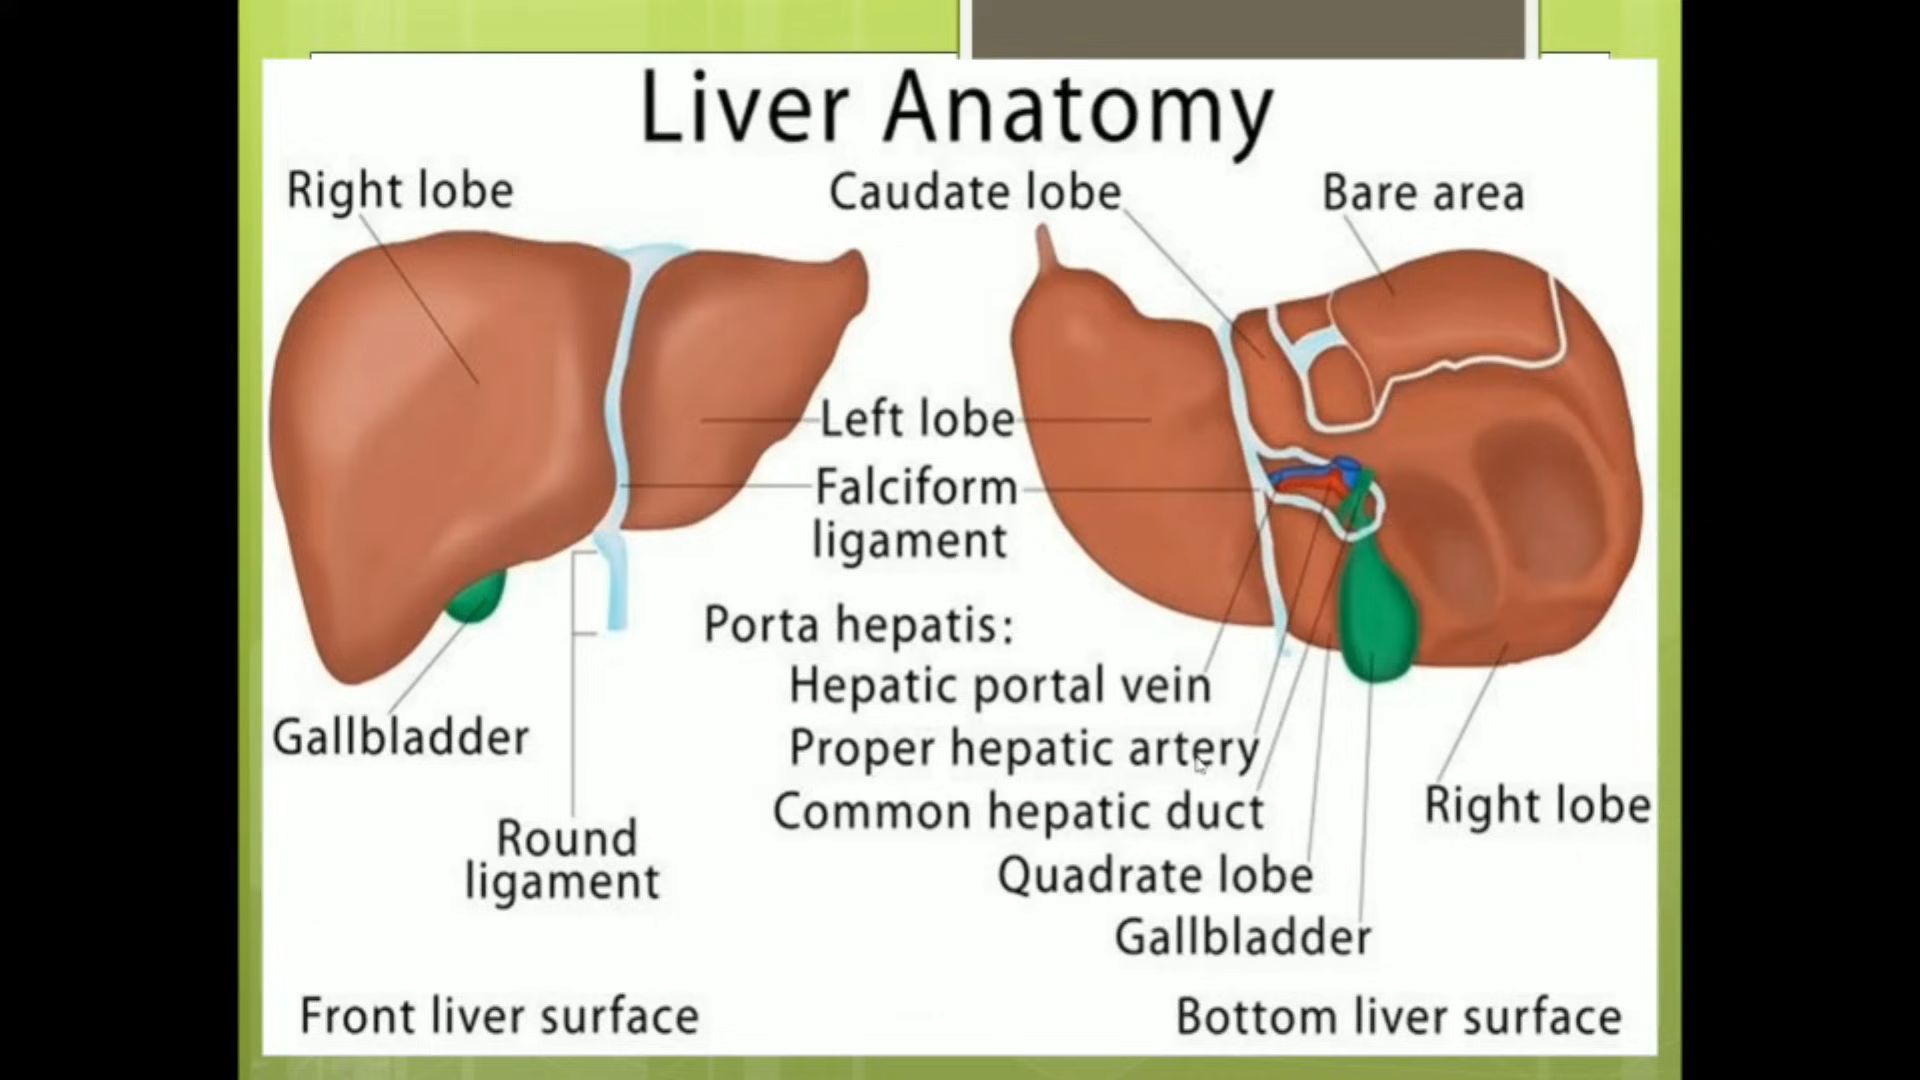 Liver Anatomy
Right lobe
Caudate lobe
Bare area
Left lobe
Falciform
ligament
Porta hepatis:
Hepatic portal vein
Proper hepatic artery
Common hepatic duct
Quadrate lobe
Gallbladder
Right lobe
Gallbladder
Round
ligament
Front liver surface
Bottom liver surface